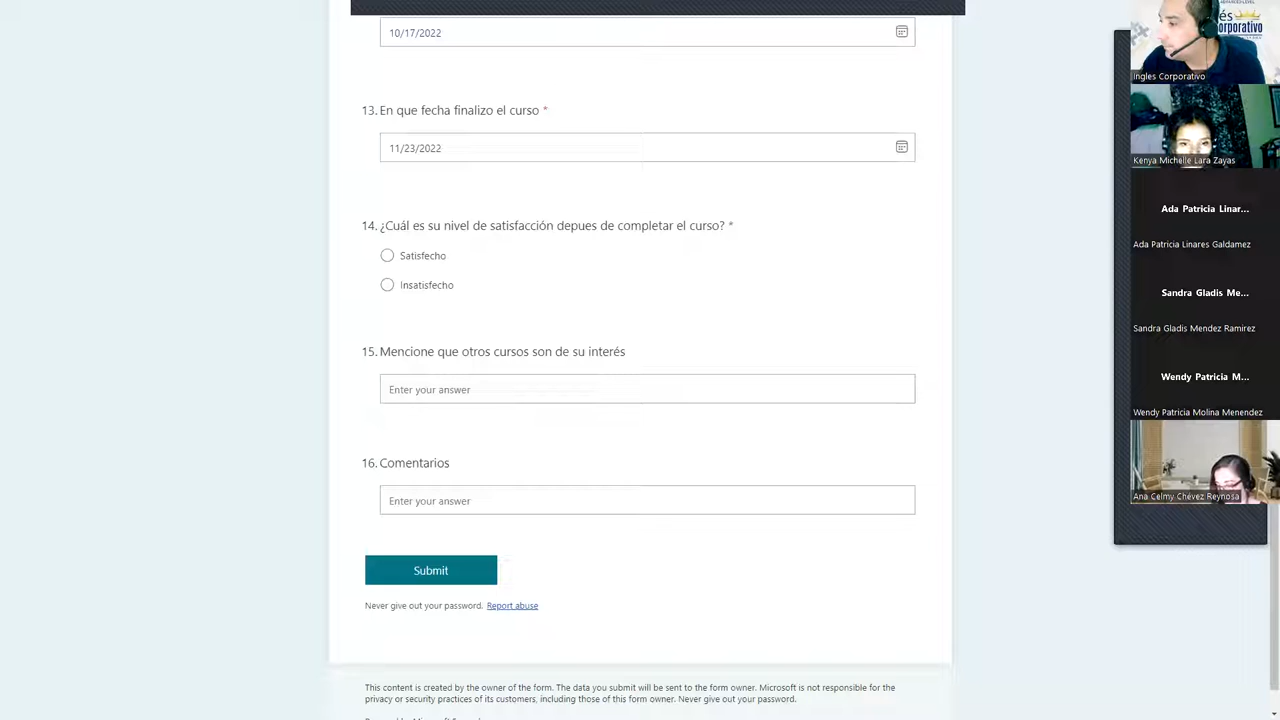 10/17/2022
13. En que fecha finalizo el curso *
11/23/2022
14. ¿Cuál es su nivel de satisfacción depues de completar el curso? *
Satisfecho
Insatisfecho
15. Mencione que otros cursos son de su interés
Enter your answer
16. Comentarios
Enter your answer
Submit
Never give out your password. Report abuse
This content is created by the owner of the form. The data you submit will be sent to the form owner. Microsoft is not responsible for the
privacy or security practices of its customers, including those of this form owner. Never give out your password.
és
orporativo
Ingles Corporativo
Kenya Michelle Lara Zayas
Ada Patricia Linar...
Ada Patricia Linares Galdamez
Sandra Gladis Me...
Sandra Gladis Mendez Ramirez
Wendy Patricia M...
Wendy Patricia Molina Menendez
Ana Celmy Chévez Reynosa